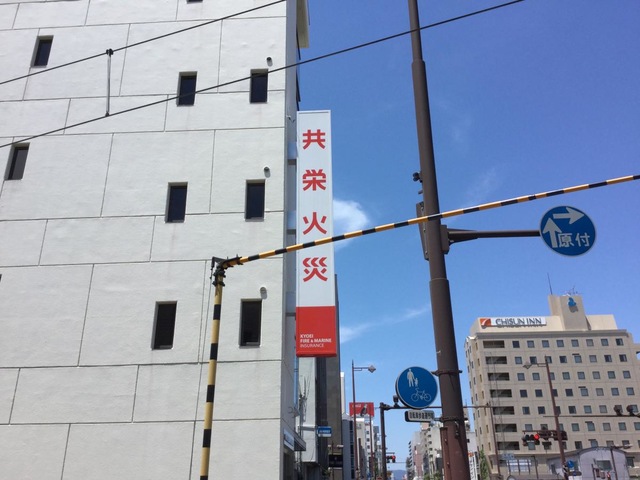 共栄火災
KYOEI
FIRE & MARINE
INSURANCE
原付
CHISUN INN